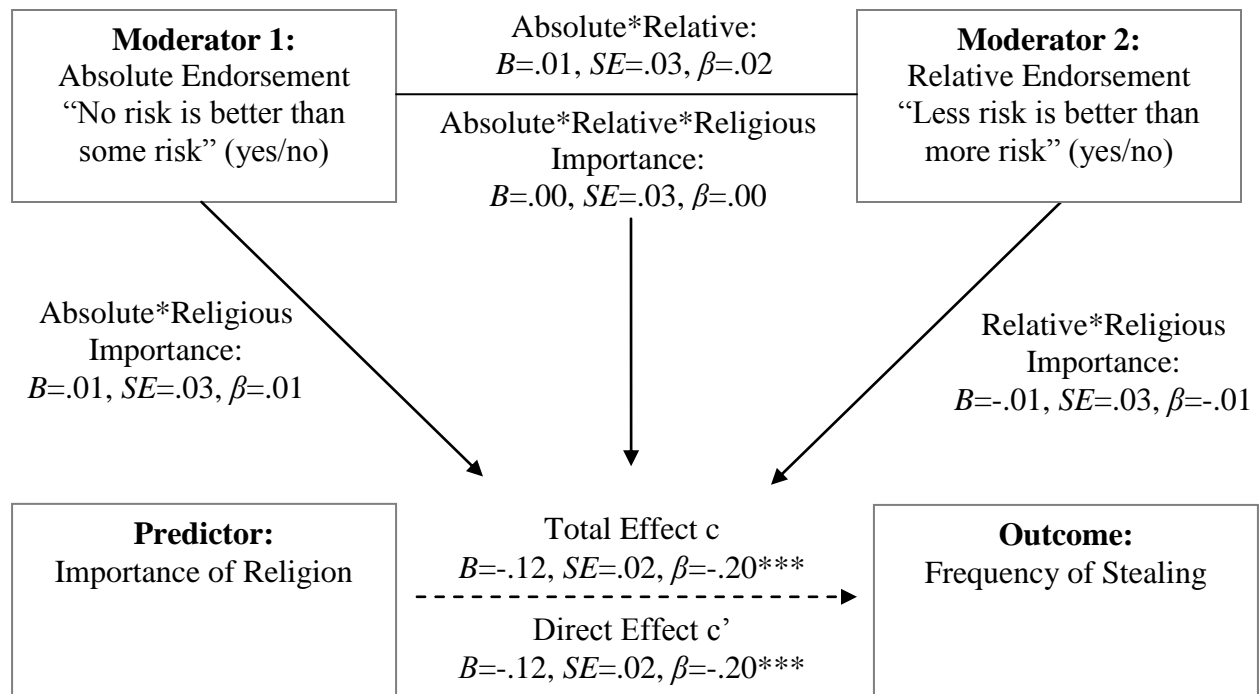 Moderator 1:
Absolute Endorsement
“No risk is better than
some risk” (yes/no)
Absolute*Relative:
B=.01, SE=.03, β=.02
Absolute*Relative*Religious
Importance:
B=.00, SE=.03, β=.00
Moderator 2:
Relative Endorsement
“Less risk is better than
more risk” (yes/no)
Absolute*Religious
Importance:
B=.01, SE=.03, β=.01
Relative*Religious
Importance:
B=-.01, SE=.03, β=-.01
Predictor:
Importance of Religion
Total Effect c
B=-.12, SE=.02, β=-.20***
Direct Effect c’
B=-.12, SE=.02, β=-.20***
Outcome:
Frequency of Stealing